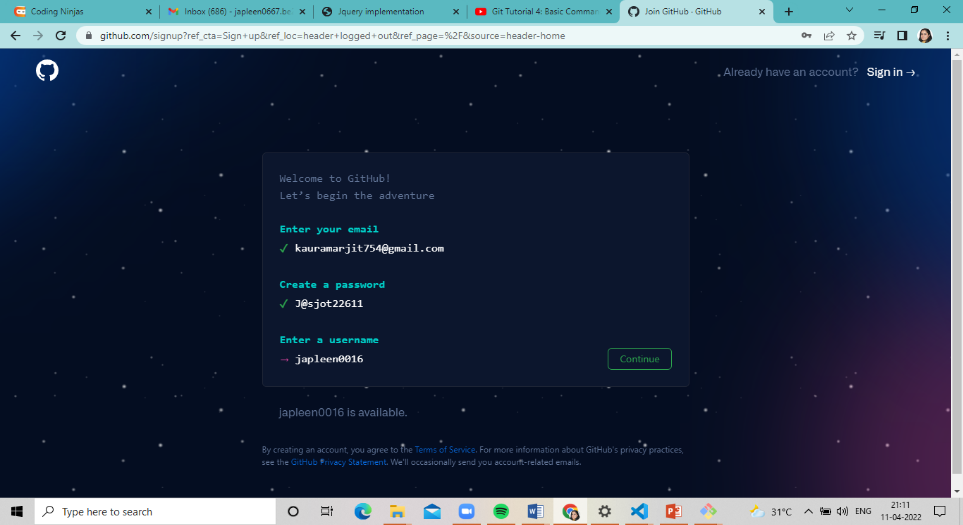 Coding Ninjas
Inbox (686) - japleen0667.be
Jquery implementation
Git Tutorial 4: Basic Comman
Join GitHub · GitHub
github.com/signup?ref_cta=Sign+up&ref_loc=header+logged+out&ref_page=%2F&source=header-home
Already have an account? Sign in →
Welcome to GitHub!
Let's begin the adventure
Enter your email
✓ kauramarjit754@gmail.com
Create a password
✓ J@sjot22611
Enter a username
→ japleen0016
Continue
japleen0016 is available.
By creating an account, you agree to the Terms of Service. For more information about GitHub's privacy practices,
see the GitHub Privacy Statement. We'll occasionally send you account-related emails.
Type here to search
31°C
ENG
21:11
11-04-2022